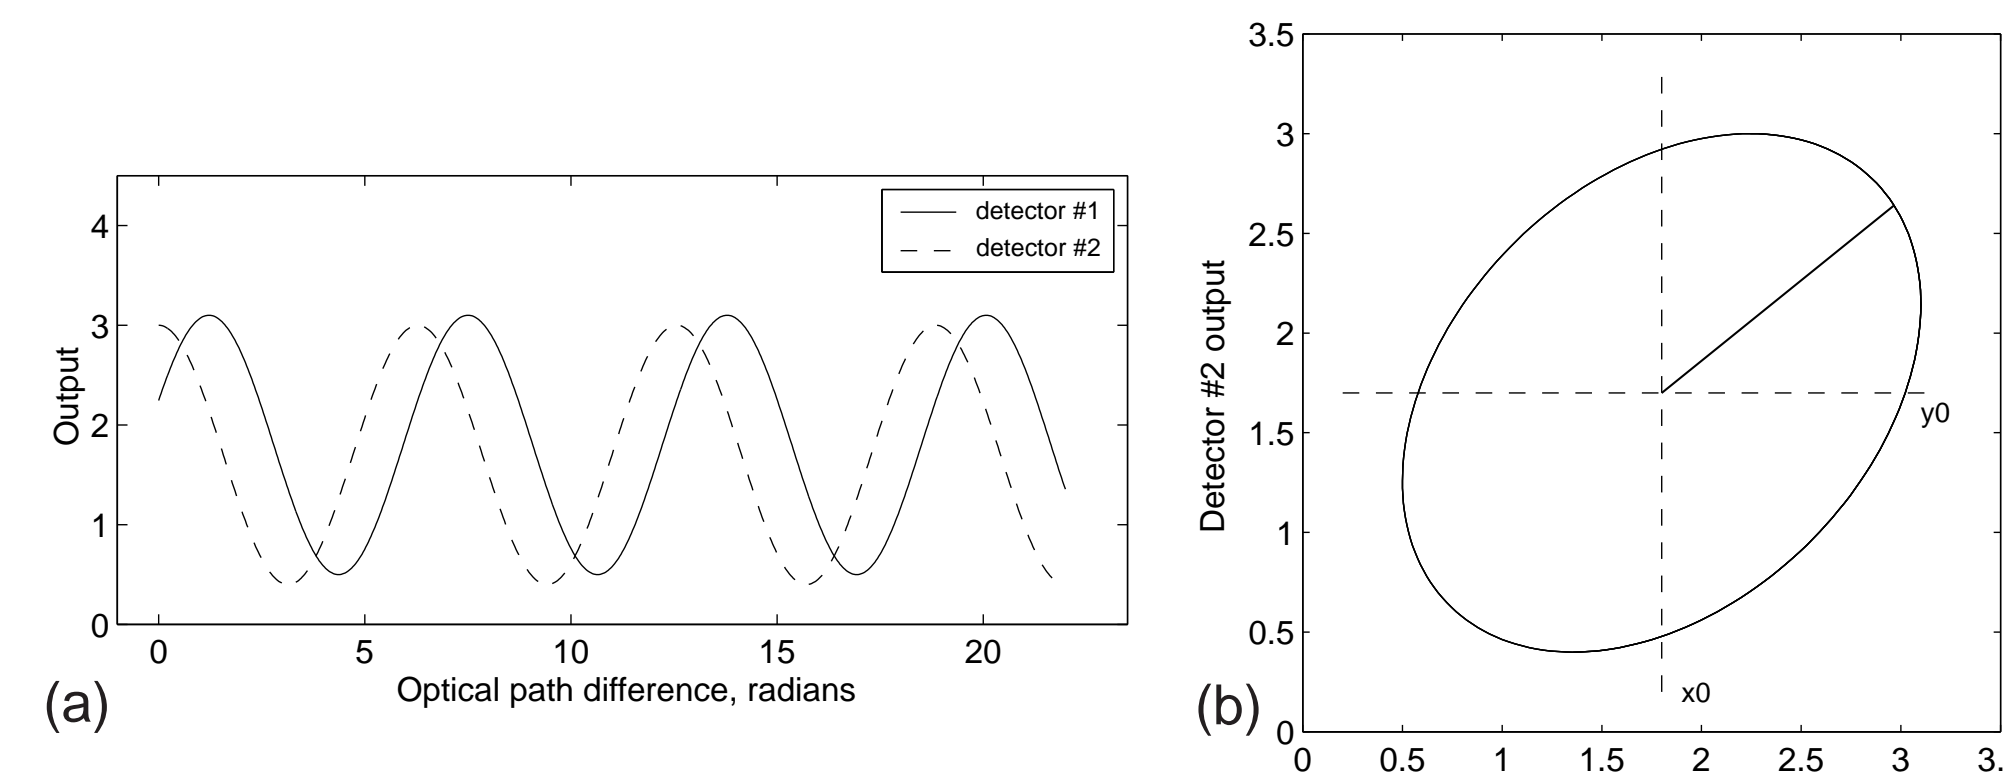 detector #1
detector #2
4
3
2
1
0
Output
0 5 10 15 20
Optical path difference, radians
(a)
3.5
3
2.5
2
1.5
1
0.5
0
Detector #2 output
y0
x0
(b)
0 0.5 1 1.5 2 2.5 3 3.